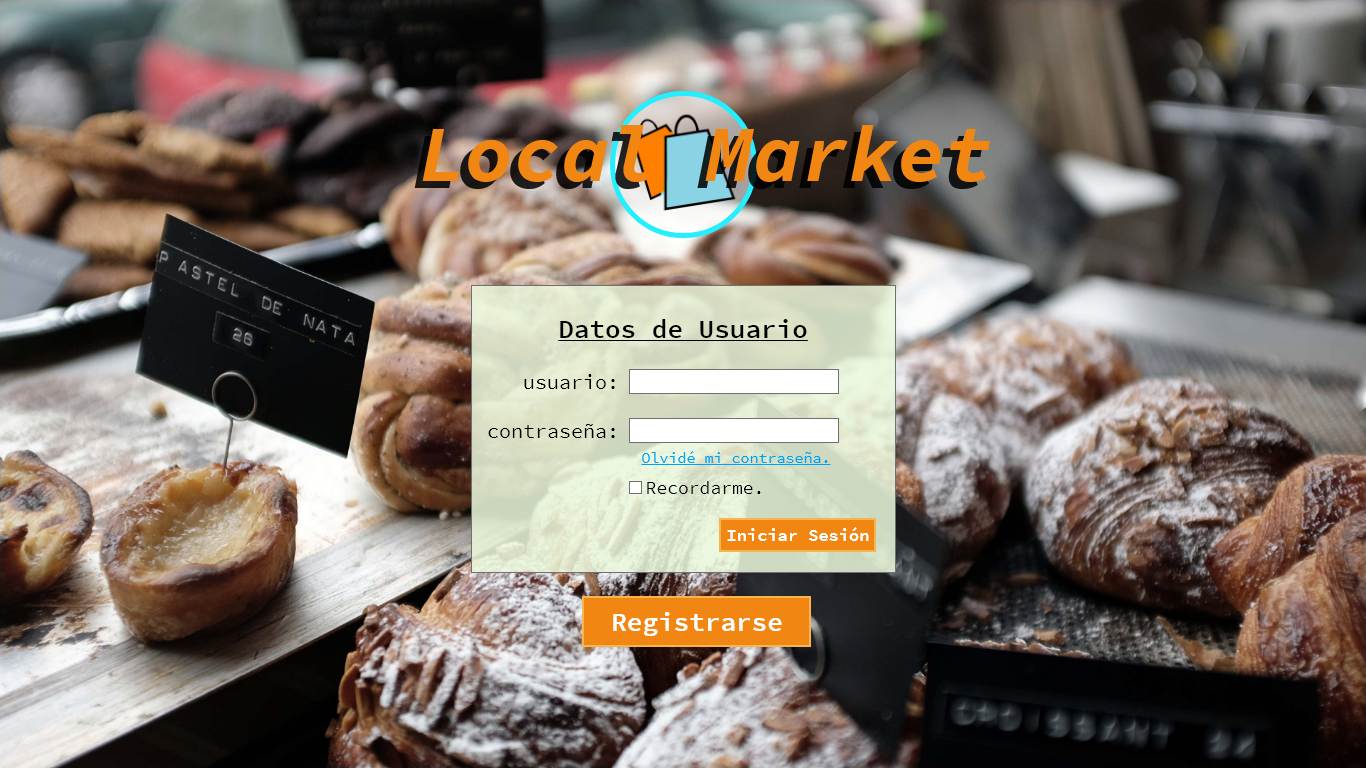 Local Market
PASTEL DE NATA
26
Datos de Usuario
usuario:
contraseña:
Olvidé mi contraseña.
Recordarme.
Iniciar Sesión
Registrarse